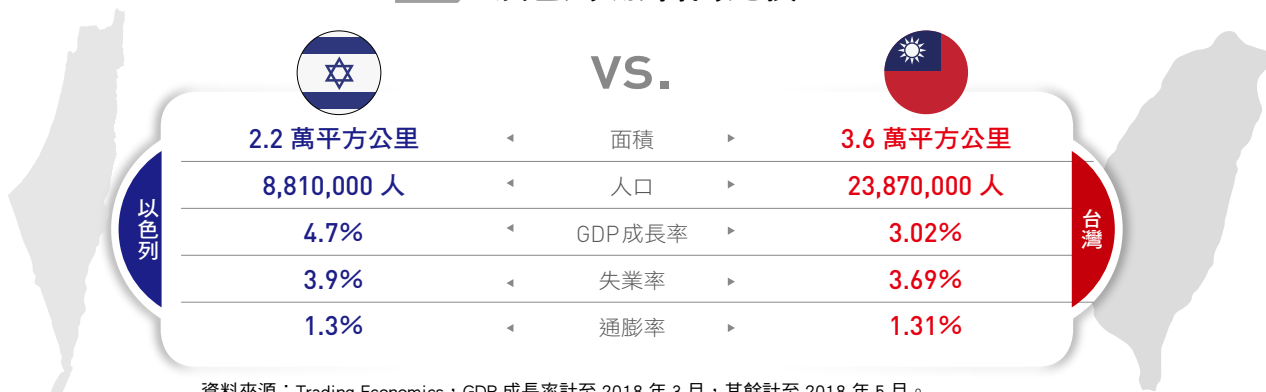 VS.
2.2 萬平方公里 ◂ 面積 ▸ 3.6 萬平方公里
8,810,000 人 ◂ 人口 ▸ 23,870,000 人
以色列
台灣
4.7% ◂ GDP成長率 ▸ 3.02%
3.9% ◂ 失業率 ▸ 3.69%
1.3% ◂ 通膨率 ▸ 1.31%
資料來源：Trading Economics，GDP 成長率計至 2018 年 3 月，其餘計至 2018 年 5 月。